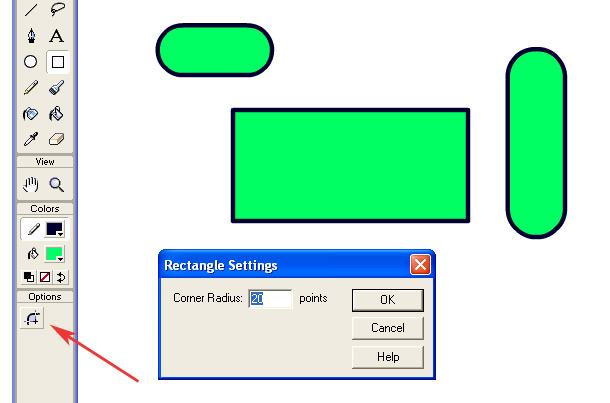 A
View
Colors
Options
Rectangle Settings
Corner Radius: 20 points
OK
Cancel
Help